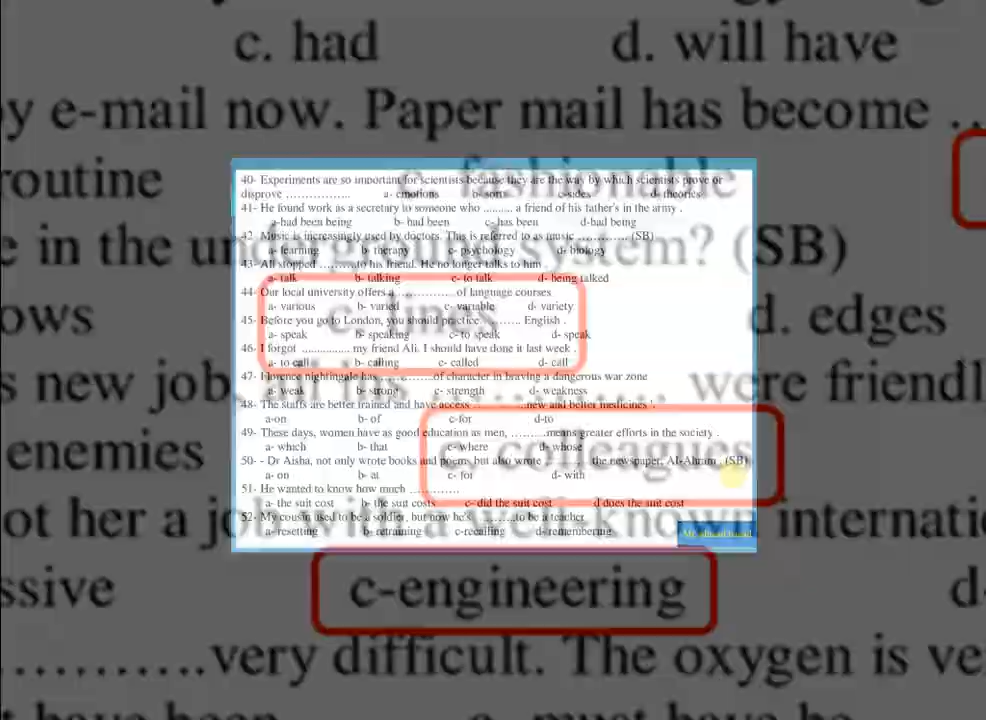 c. had d. will have
y e-mail now. Paper mail has become ..
routine c. fashionable
40- Experiments are so important for scientists because they are the way by which scientists prove or
disprove ................ a- emotions b- sons c-sides d- theories
41- He found work as a secretary to someone who ......... a friend of his father's in the army .
a-had been being b- had been c- has been d-had being
42- Music is increasingly used by doctors. This is referred to as music ............. (SB)
a- learning b- therapy c- psychology d- biology
e in the un system? (SB)
43- Ali stopped ..........to his friend. He no longer talks to him .
a- talk b- talking c- to talk d- being talked
44- Our local university offers a ............... of language courses
a- various b- varied c- variable d- variety
ows c. lines d. edges
45- Before you go to London, you should practice .......... English .
a- speak b- speaking c- to speak d- speak
46- I forgot ............... my friend Ali. I should have done it last week .
a- to call b- calling c- called d- call
s new job were friendl
47- Florence nightingale has ..............of character in braving a dangerous war zone
a- weak b- strong c- strength d- weakness
48- The staffs are better trained and have access ..............new and better medicines '.
a-on b- of c-for d-to
49- These days, women have as good education as men, ..........means greater efforts in the society .
a- which b- that c- where d- whose
enemies c. colleagues
50- - Dr Aisha, not only wrote books and poems but also wrote .......... the newspaper, Al-Ahram . (SB)
a- on b- at c- for d- with
51- He wanted to know how much .............
a- the suit cost b- the suit costs c- did the suit cost d does the suit cost
52- My cousin used to be a soldier, but now he's ..........to be a teacher
a- resetting b- retraining c-recalling d- remembering
ot her a job with a well-known internati
ssive c-engineering d-
...........very difficult. The oxygen is ve
t have been c. must have be